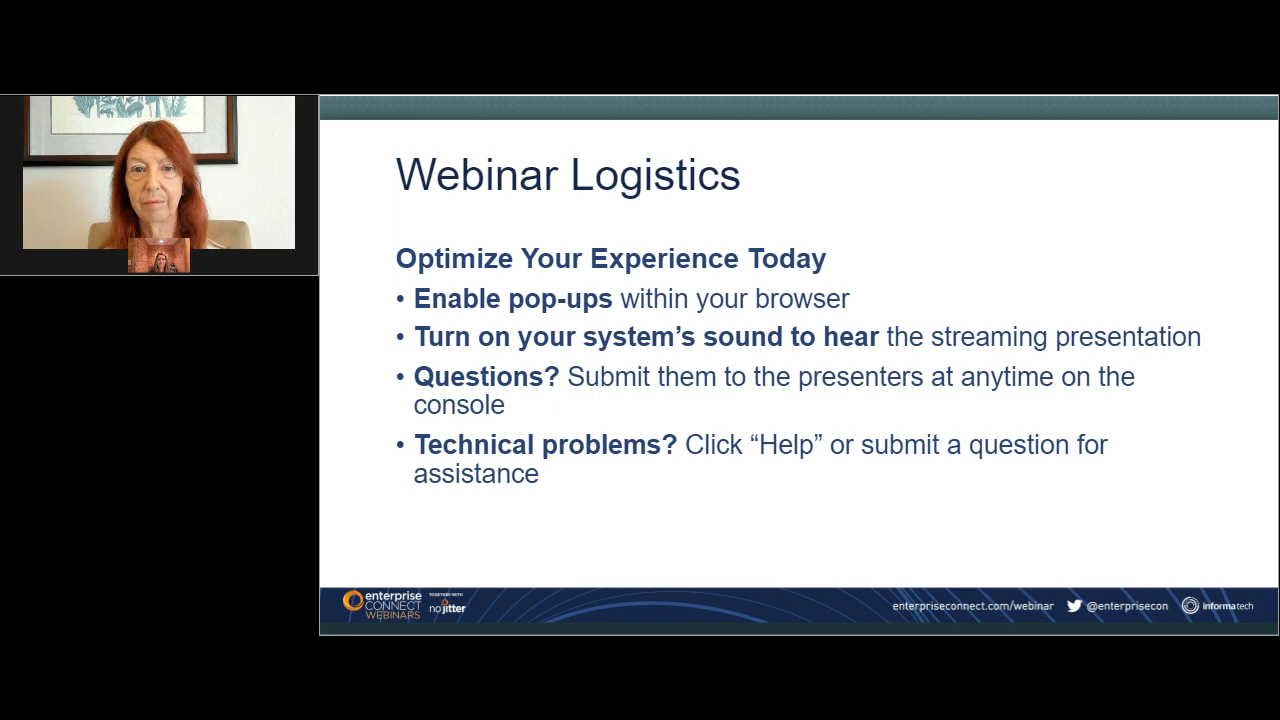 Webinar Logistics
Optimize Your Experience Today
• Enable pop-ups within your browser
• Turn on your system’s sound to hear the streaming presentation
• Questions? Submit them to the presenters at anytime on the
console
• Technical problems? Click “Help” or submit a question for
assistance
enterprise
CONNECT
WEBINARS
TOGETHER WITH
nojitter
enterpriseconnect.com/webinar
@enterprisecon
informatech